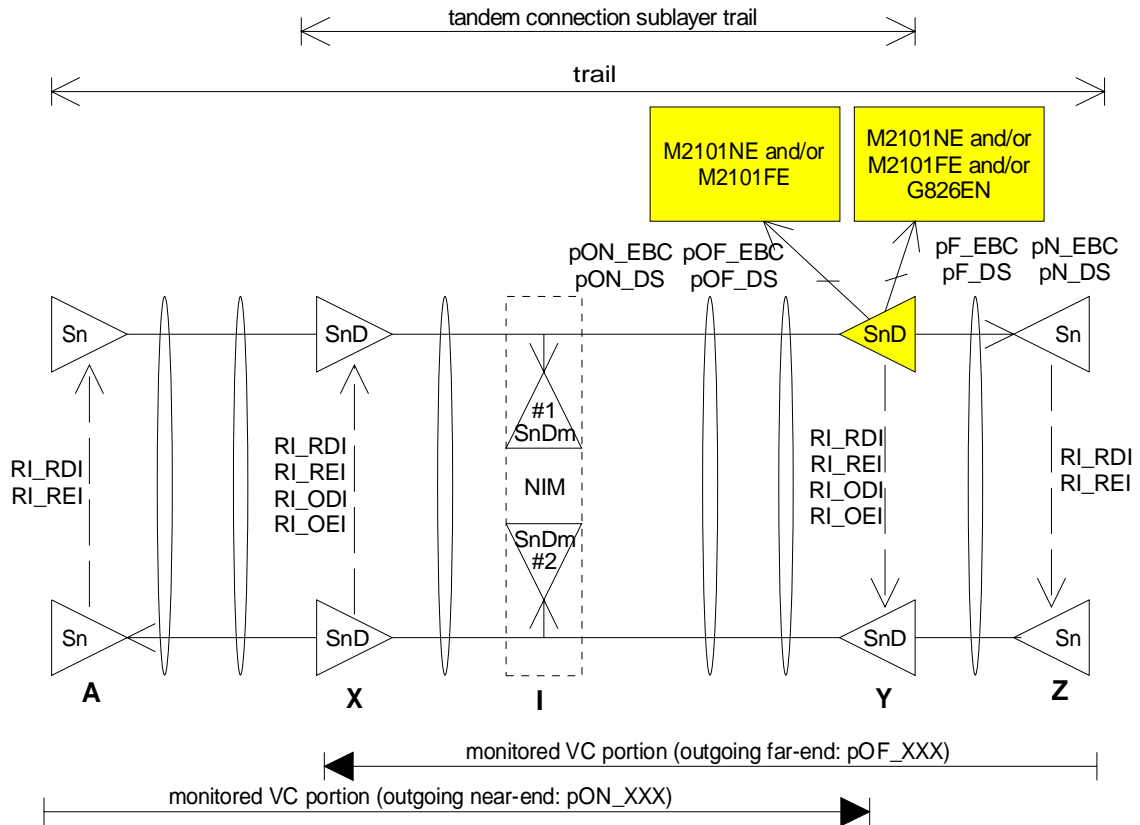 tandem connection sublayer trail
trail
M2101NE and/or
M2101FE
M2101NE and/or
M2101FE and/or
G826EN
pON_EBC
pON_DS
pOF_EBC
pOF_DS
pF_EBC
pF_DS
pN_EBC
pN_DS
Sn
SnD
SnD
Sn
#1
SnDm
NIM
SnDm
#2
RI_RDI
RI_REI
RI_RDI
RI_REI
RI_ODI
RI_OEI
RI_RDI
RI_REI
RI_ODI
RI_OEI
RI_RDI
RI_REI
Sn
SnD
SnD
Sn
A
X
I
Y
Z
monitored VC portion (outgoing far-end: pOF_XXX)
monitored VC portion (outgoing near-end: pON_XXX)